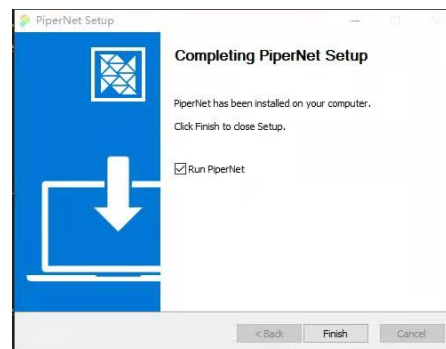 PiperNet Setup
Completing PiperNet Setup
PiperNet has been installed on your computer.
Click Finish to close Setup.
Run PiperNet
< Back Finish Cancel